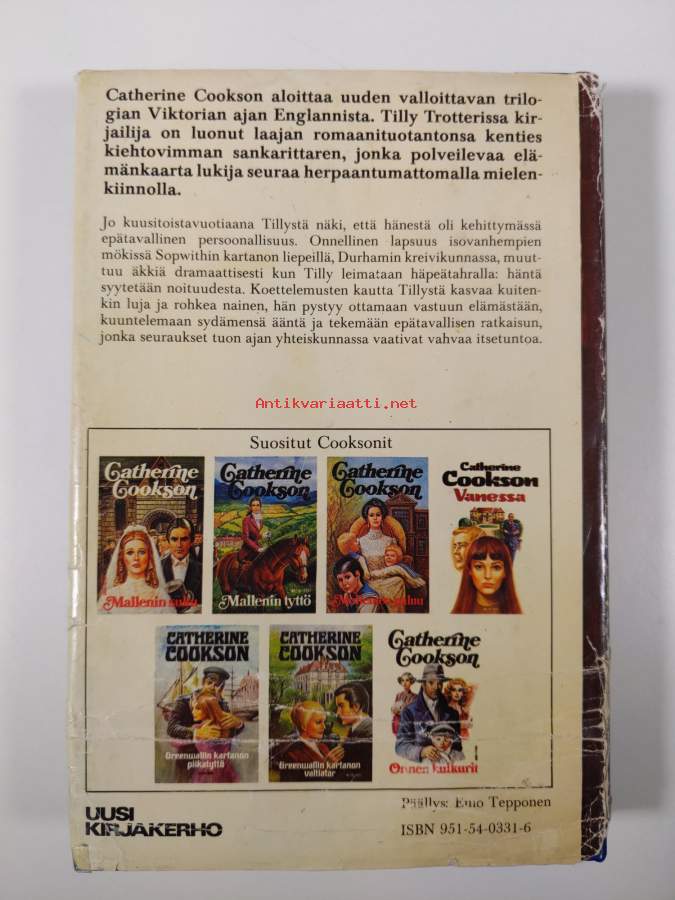 Catherine Cookson aloittaa uuden valloittavan trilo-
gian Viktorian ajan Englannista. Tilly Trotterissa kir-
jailija on luonut laajan romaanituotantonsa kenties
kiehtovimman sankarittaren, jonka polveilevaa elä-
mänkaarta lukija seuraa herpaantumattomalla mielen-
kiinnolla.
Jo kuusitoistavuotiaana Tillystä näki, että hänestä oli kehittymässä
epätavallinen persoonallisuus. Onnellinen lapsuus isovanhempien
mökissä Sopwithin kartanon liepeillä, Durhamin kreivikunnassa, muut-
tuu äkkiä dramaattisesti kun Tilly leimataan häpeätahralla: häntä
syytetään noituudesta. Koettelemusten kautta Tillystä kasvaa kuiten-
kin luja ja rohkea nainen, hän pystyy ottamaan vastuun elämästään,
kuuntelemaan sydämensä ääntä ja tekemään epätavallisen ratkaisun,
jonka seuraukset tuon ajan yhteiskunnassa vaativat vahvaa itsetuntoa.
Antikvariaatti.net
Suositut Cooksonit
Catherine
Cookson
Mallenin
Catherine
Cookson
Mallenin tyttö
Catherine
Cookson
Catherine
Cookson
Vanessa
CATHERINE
COOKSON
Greenwallin kartanon
piikatyttö
CATHERINE
COOKSON
Greenwallin kartanon
valtiatar
Catherine
Cookson
Onnen kulkurit
UUSI
KIRJAKERHO
Päällys: Eino Tepponen
ISBN 951-54-0331-6